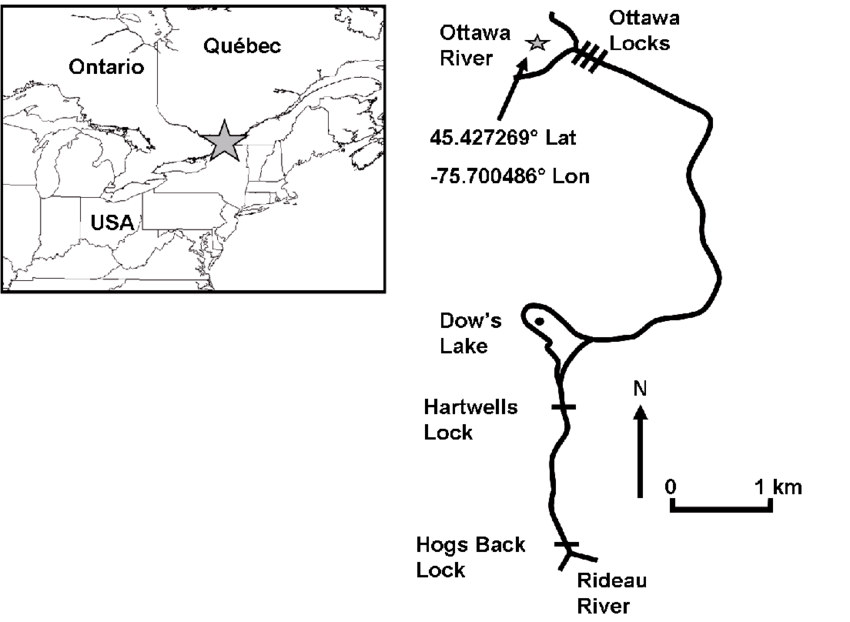 Québec
Ontario
USA
Ottawa
River
Ottawa
Locks
45.427269° Lat
-75.700486° Lon
Dow's
Lake
Hartwells
Lock
N
0 1 km
Hogs Back
Lock
Rideau
River